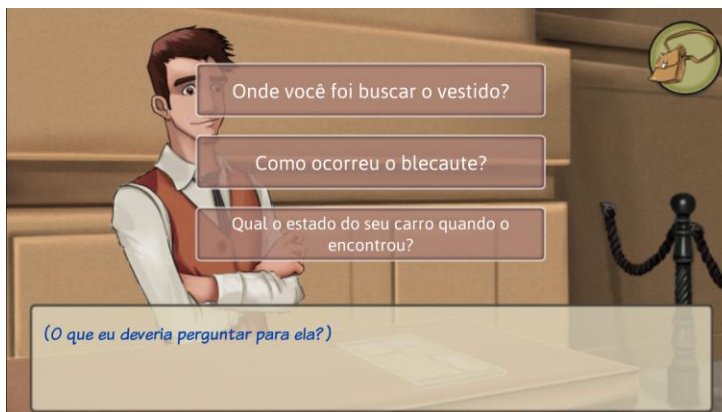 Onde você foi buscar o vestido?
Como ocorreu o blecaute?
Qual o estado do seu carro quando o
encontrou?
(O que eu deveria perguntar para ela?)